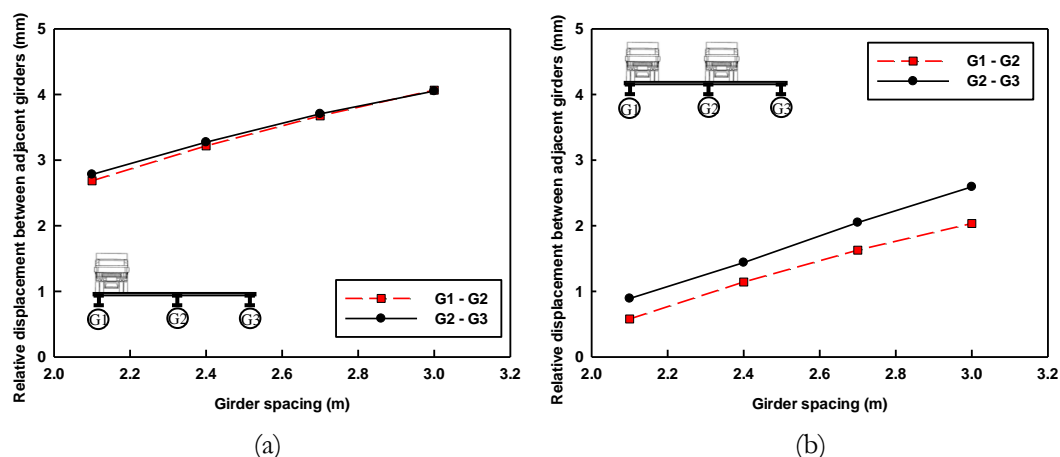 Relative displacement between adjacent girders (mm)
5
4
3
2
1
0
G1 G2 G3
G1 - G2
G2 - G3
2.0 2.2 2.4 2.6 2.8 3.0 3.2
Girder spacing (m)
(a)
Relative displacement between adjacent girders (mm)
5
4
3
2
1
0
G1 G2 G3
G1 - G2
G2 - G3
2.0 2.2 2.4 2.6 2.8 3.0 3.2
Girder spacing (m)
(b)